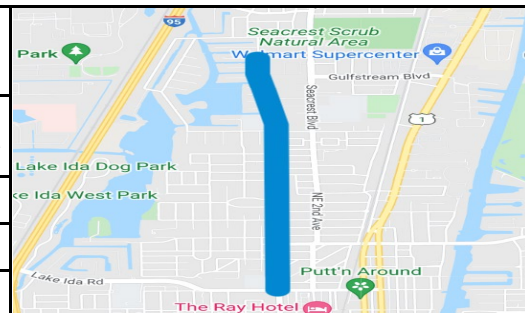 95
Seacrest Scrub
Natural Area
Park
Walmart Supercenter
Gulfstream Blvd
Seacrest Blvd
1
Lake Ida Dog Park
ke Ida West Park
NE 2nd Ave
Lake Ida Rd
Putt'n Around
The Ray Hotel